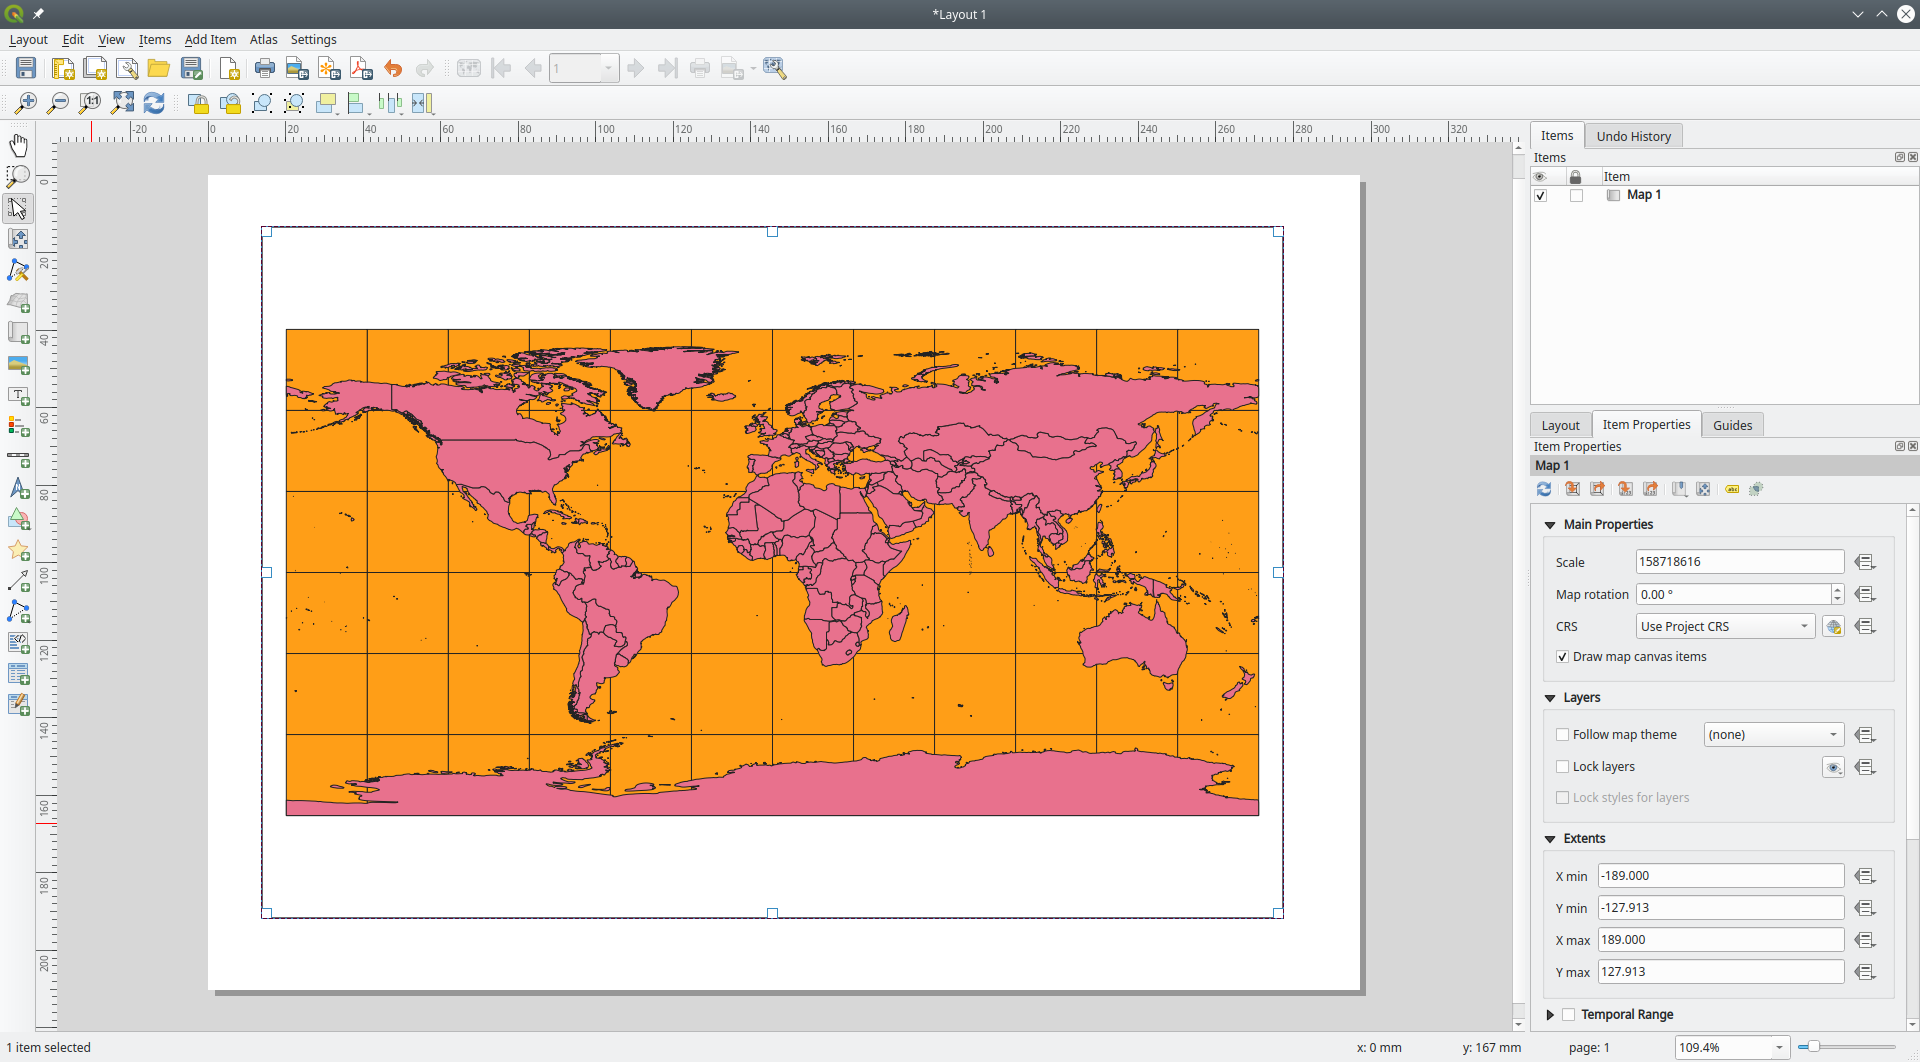 *Layout 1
Layout Edit View Items Add Item Atlas Settings
1
1:1
-20 0 20 40 60 80 100 120 140 160 180 200 220 240 260 280 300 320
0
20
40
60
80
100
120
140
160
180
200
Items Undo History
Items
Item
Map 1
Layout Item Properties Guides
Item Properties
Map 1
abc
Main Properties
Scale 158718616
Map rotation 0.00 °
CRS Use Project CRS
Draw map canvas items
Layers
Follow map theme (none)
Lock layers
Lock styles for layers
Extents
X min -189.000
Y min -127.913
X max 189.000
Y max 127.913
Temporal Range
1 item selected x: 0 mm y: 167 mm page: 1 109.4%